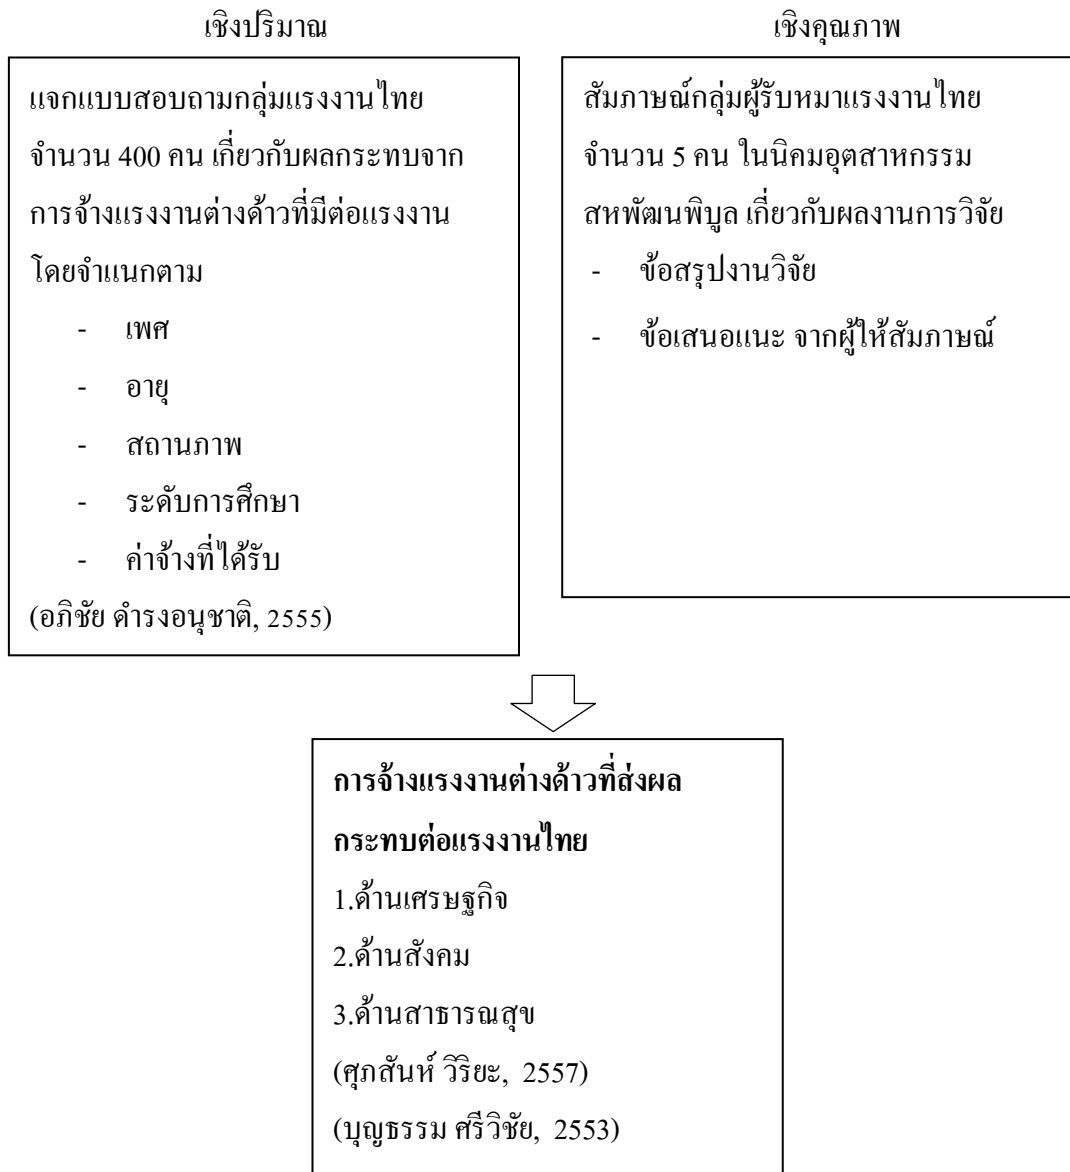 เชิงปริมาณ
แจกแบบสอบถามกลุ่มแรงงานไทย
จำนวน 400 คน เกี่ยวกับผลกระทบจาก
การจ้างแรงงานต่างด้าวที่มีต่อแรงงาน
โดยจำแนกตาม
- เพศ
- อายุ
- สถานภาพ
- ระดับการศึกษา
- ค่าจ้างที่ได้รับ
(อภิชัย ดำรงอนุชาติ, 2555)
เชิงคุณภาพ
สัมภาษณ์กลุ่มผู้รับหมาแรงงานไทย
จำนวน 5 คน ในนิคมอุตสาหกรรม
สหพัฒนพิบูล เกี่ยวกับผลงานการวิจัย
- ข้อสรุปงานวิจัย
- ข้อเสนอแนะ จากผู้ให้สัมภาษณ์
การจ้างแรงงานต่างด้าวที่ส่งผล
กระทบต่อแรงงานไทย
1.ด้านเศรษฐกิจ
2.ด้านสังคม
3.ด้านสาธารณสุข
(ศุภสันห์ วิริยะ, 2557)
(บุญธรรม ศรีวิชัย, 2553)